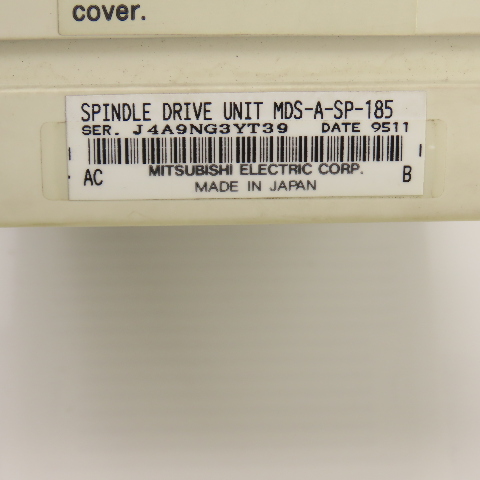 cover.
SPINDLE DRIVE UNIT MDS-A-SP-185
SER. J4A9NG3YT39 DATE 9511
AC MITSUBISHI ELECTRIC CORP. B
MADE IN JAPAN